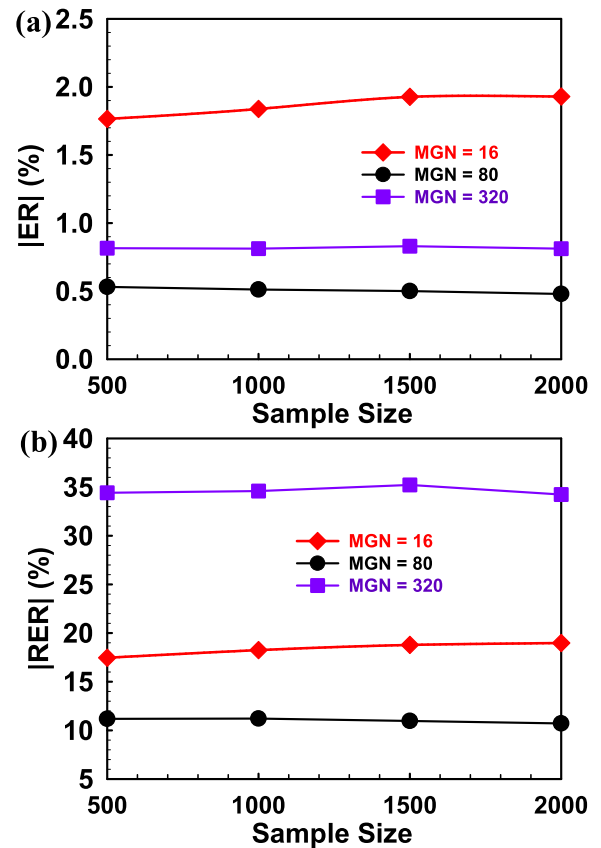 (a)
2.5
2.0
1.5
1.0
0.5
0.0
|ER| (%)
MGN = 16
MGN = 80
MGN = 320
500 1000 1500 2000
Sample Size
(b)
40
35
30
25
20
15
10
5
|RER| (%)
MGN = 16
MGN = 80
MGN = 320
500 1000 1500 2000
Sample Size